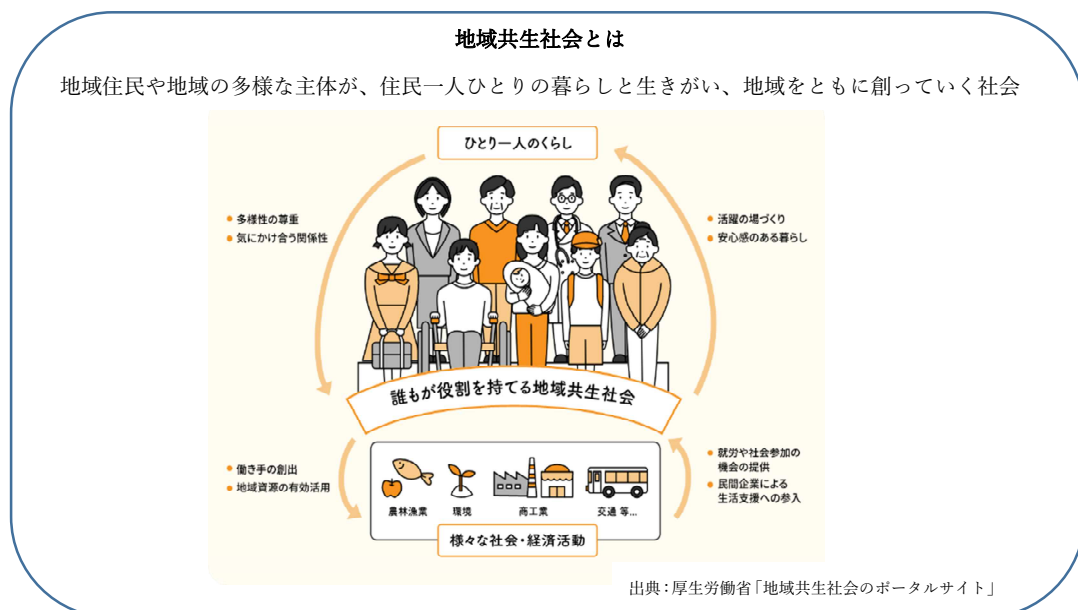 地域共生社会とは
地域住民や地域の多様な主体が、住民一人ひとりの暮らしと生きがい、地域をともに創っていく社会
ひとり一人のくらし
多様性の尊重
気にかけ合う関係性
活躍の場づくり
安心感のある暮らし
誰もが役割を持てる地域共生社会
働き手の創出
地域資源の有効活用
就労や社会参加の
機会の提供
民間企業による
生活支援への参入
農林漁業
環境
商工業
交通 等...
様々な社会・経済活動
出典：厚生労働省「地域共生社会のポータルサイト」